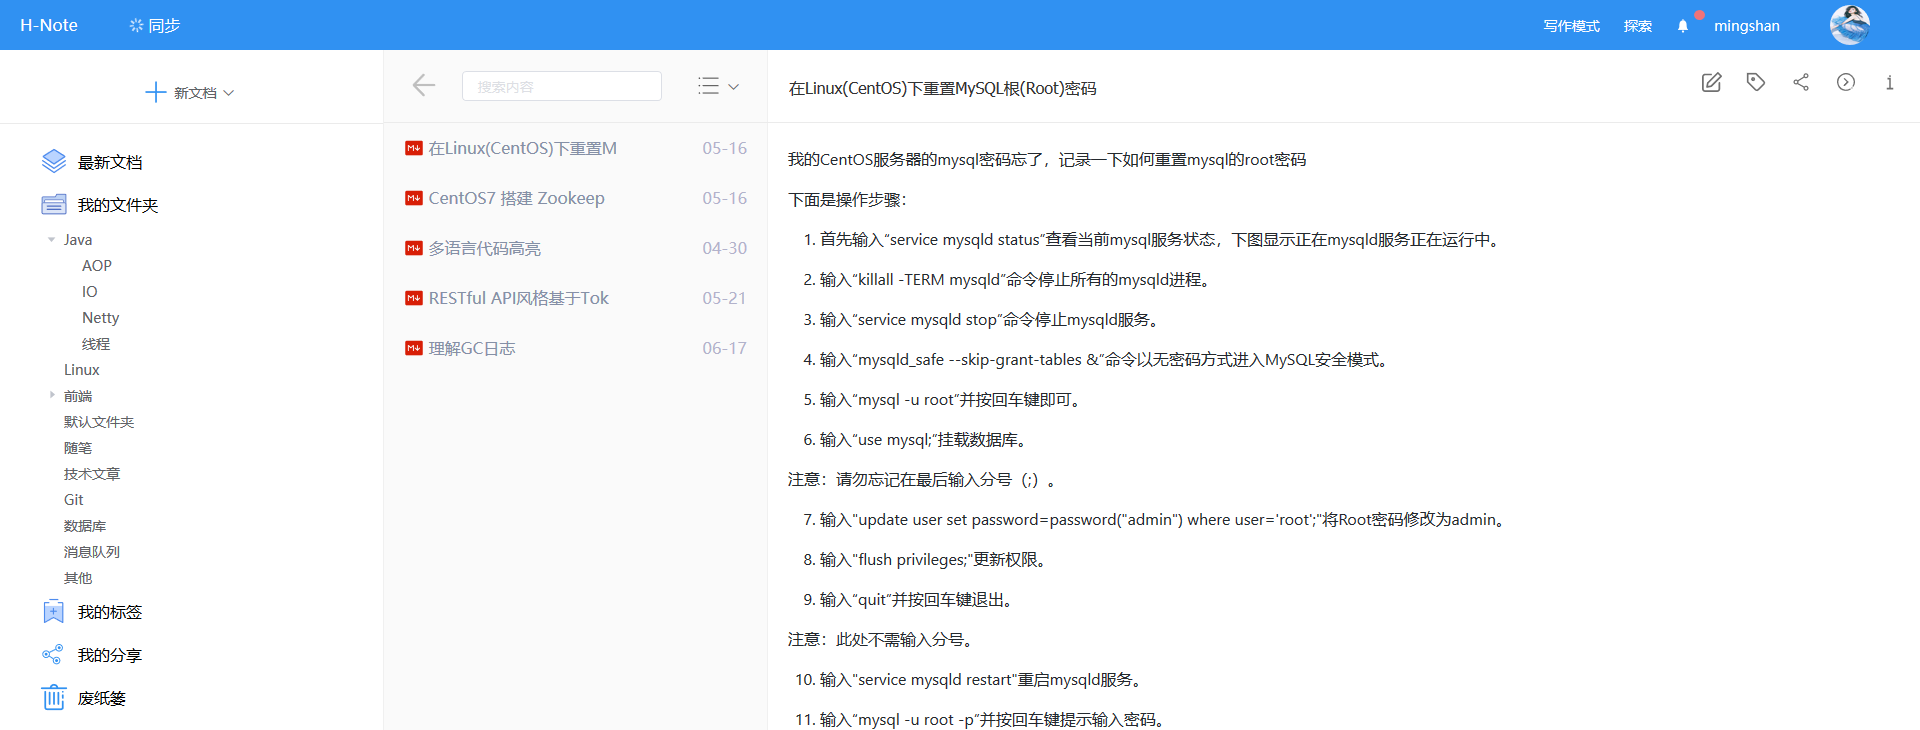 H-Note
同步
写作模式
探索
mingshan
新文档
最新文档
我的文件夹
Java
AOP
IO
Netty
线程
Linux
前端
默认文件夹
随笔
技术文章
Git
数据库
消息队列
其他
我的标签
我的分享
废纸篓
搜索内容
在Linux(CentOS)下重置M 05-16
CentOS7 搭建 Zookeep 05-16
多语言代码高亮 04-30
RESTful API风格基于Tok 05-21
理解GC日志 06-17
在Linux(CentOS)下重置MySQL根(Root)密码
我的CentOS服务器的mysql密码忘了，记录一下如何重置mysql的root密码
下面是操作步骤：
1. 首先输入“service mysqld status”查看当前mysql服务状态，下图显示正在mysqld服务正在运行中。
2. 输入“killall -TERM mysqld”命令停止所有的mysqld进程。
3. 输入“service mysqld stop”命令停止mysqld服务。
4. 输入“mysqld_safe --skip-grant-tables &”命令以无密码方式进入MySQL安全模式。
5. 输入“mysql -u root”并按回车键即可。
6. 输入“use mysql;”挂载数据库。
注意：请勿忘记在最后输入分号（;）。
7. 输入"update user set password=password("admin") where user='root';"将Root密码修改为admin。
8. 输入"flush privileges;"更新权限。
9. 输入“quit”并按回车键退出。
注意：此处不需输入分号。
10. 输入"service mysqld restart"重启mysqld服务。
11. 输入“mysql -u root -p”并按回车键提示输入密码。